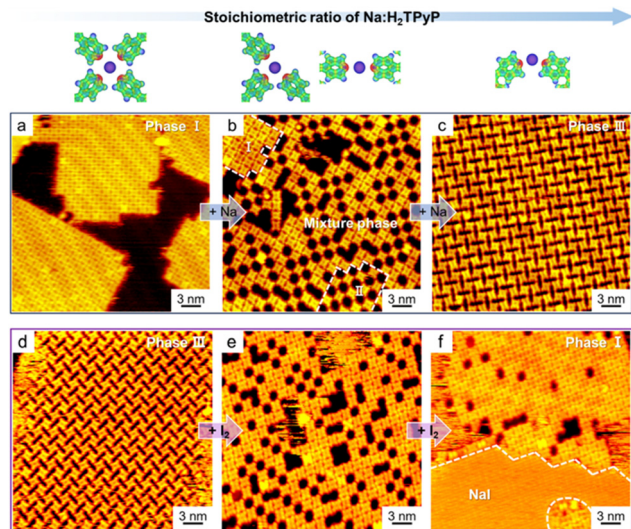 Stoichiometric ratio of Na:H₂TPyP
a
Phase Ⅰ
3 nm
+ Na
b
Ⅰ
Mixture phase
Ⅱ
3 nm
+ Na
c
Phase Ⅲ
3 nm
d
Phase Ⅲ
3 nm
+ I₂
e
3 nm
+ I₂
f
Phase Ⅰ
NaI
3 nm